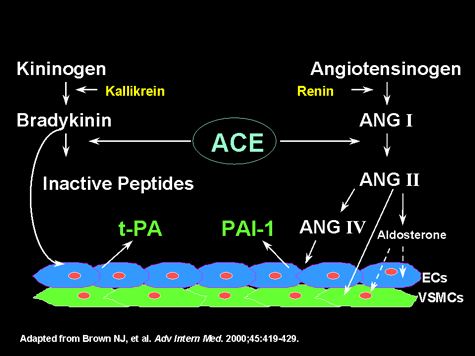 Kininogen
Angiotensinogen
Kallikrein
Renin
Bradykinin
ACE
ANG I
Inactive Peptides
ANG II
t-PA
PAI-1
ANG IV
Aldosterone
ECs
VSMCs
Adapted from Brown NJ, et al. Adv Intern Med. 2000;45:419-429.